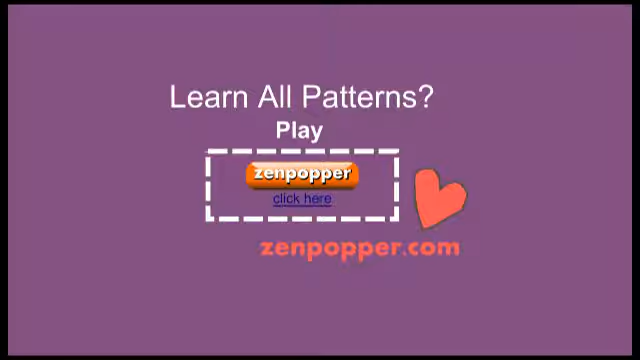 Learn All Patterns?
Play
zenpopper
click here
zenpopper.com